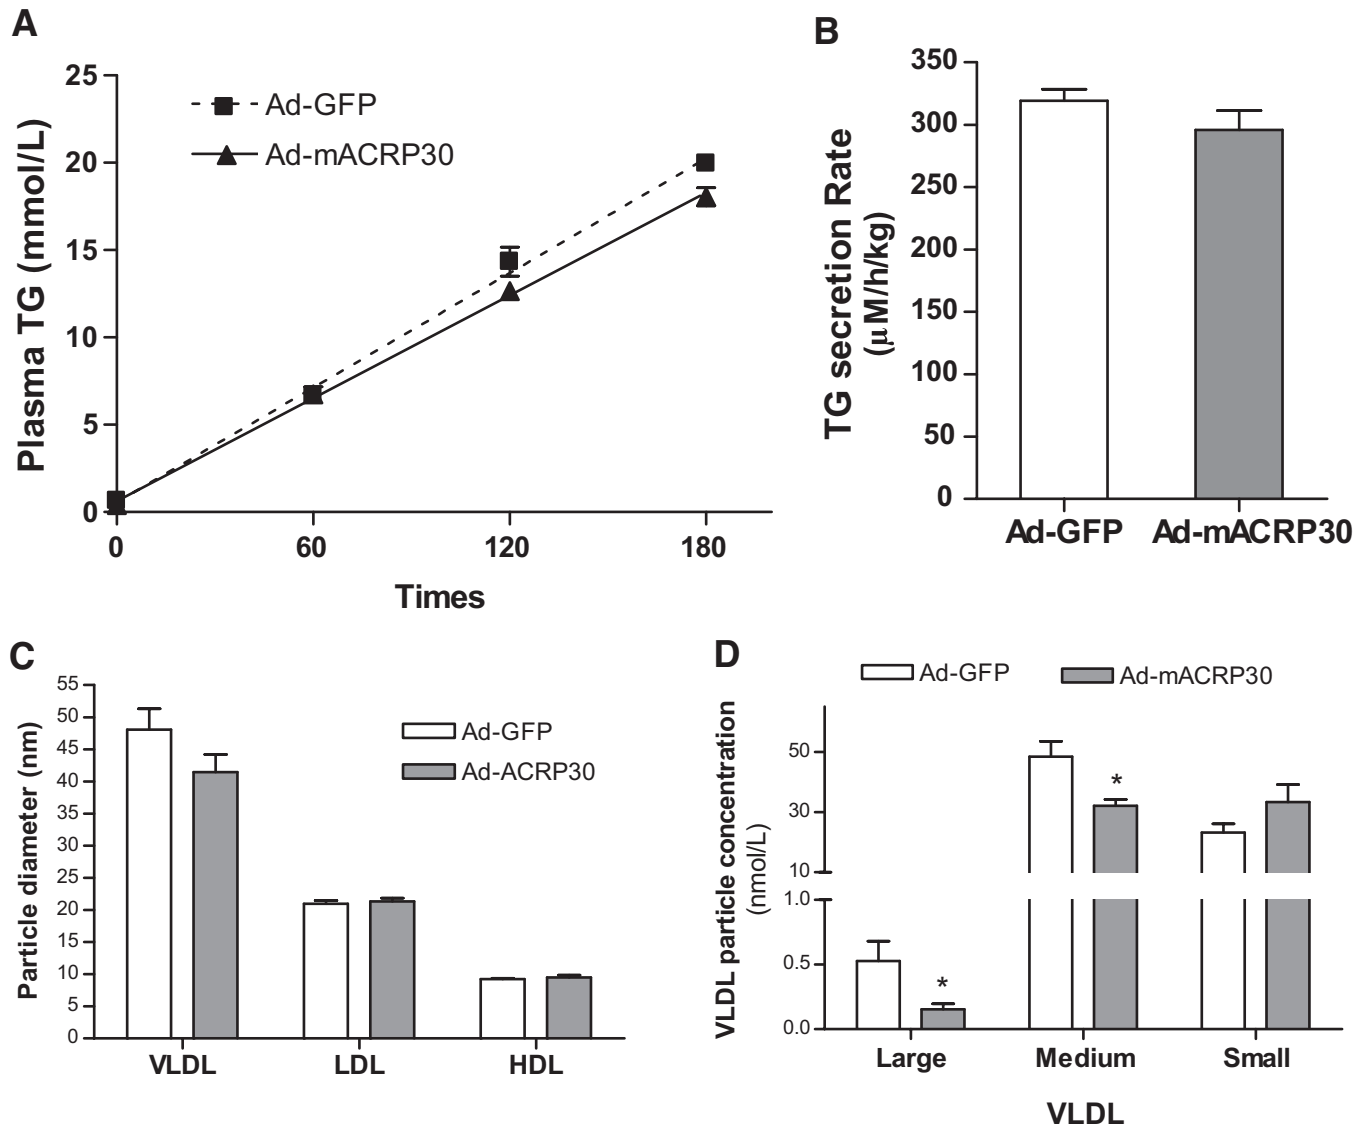 A
Plasma TG (mmol/L)
25
20
15
10
5
0
Ad-GFP
Ad-mACRP30
0 60 120 180
Times
B
TG secretion Rate
(μM/h/kg)
350
300
250
200
150
100
50
0
Ad-GFP Ad-mACRP30
C
Particle diameter (nm)
55
50
45
40
35
30
25
20
15
10
5
0
Ad-GFP
Ad-ACRP30
VLDL LDL HDL
D
Ad-GFP Ad-mACRP30
VLDL particle concentration
(nmol/L)
50
30
10
1.0
0.5
0.0
*
*
Large Medium Small
VLDL